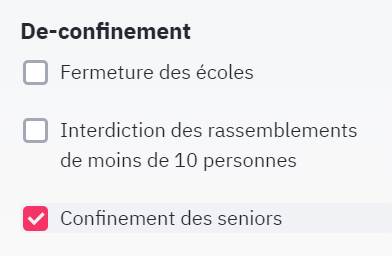 De-confinement
Fermeture des écoles
Interdiction des rassemblements
de moins de 10 personnes
Confinement des seniors